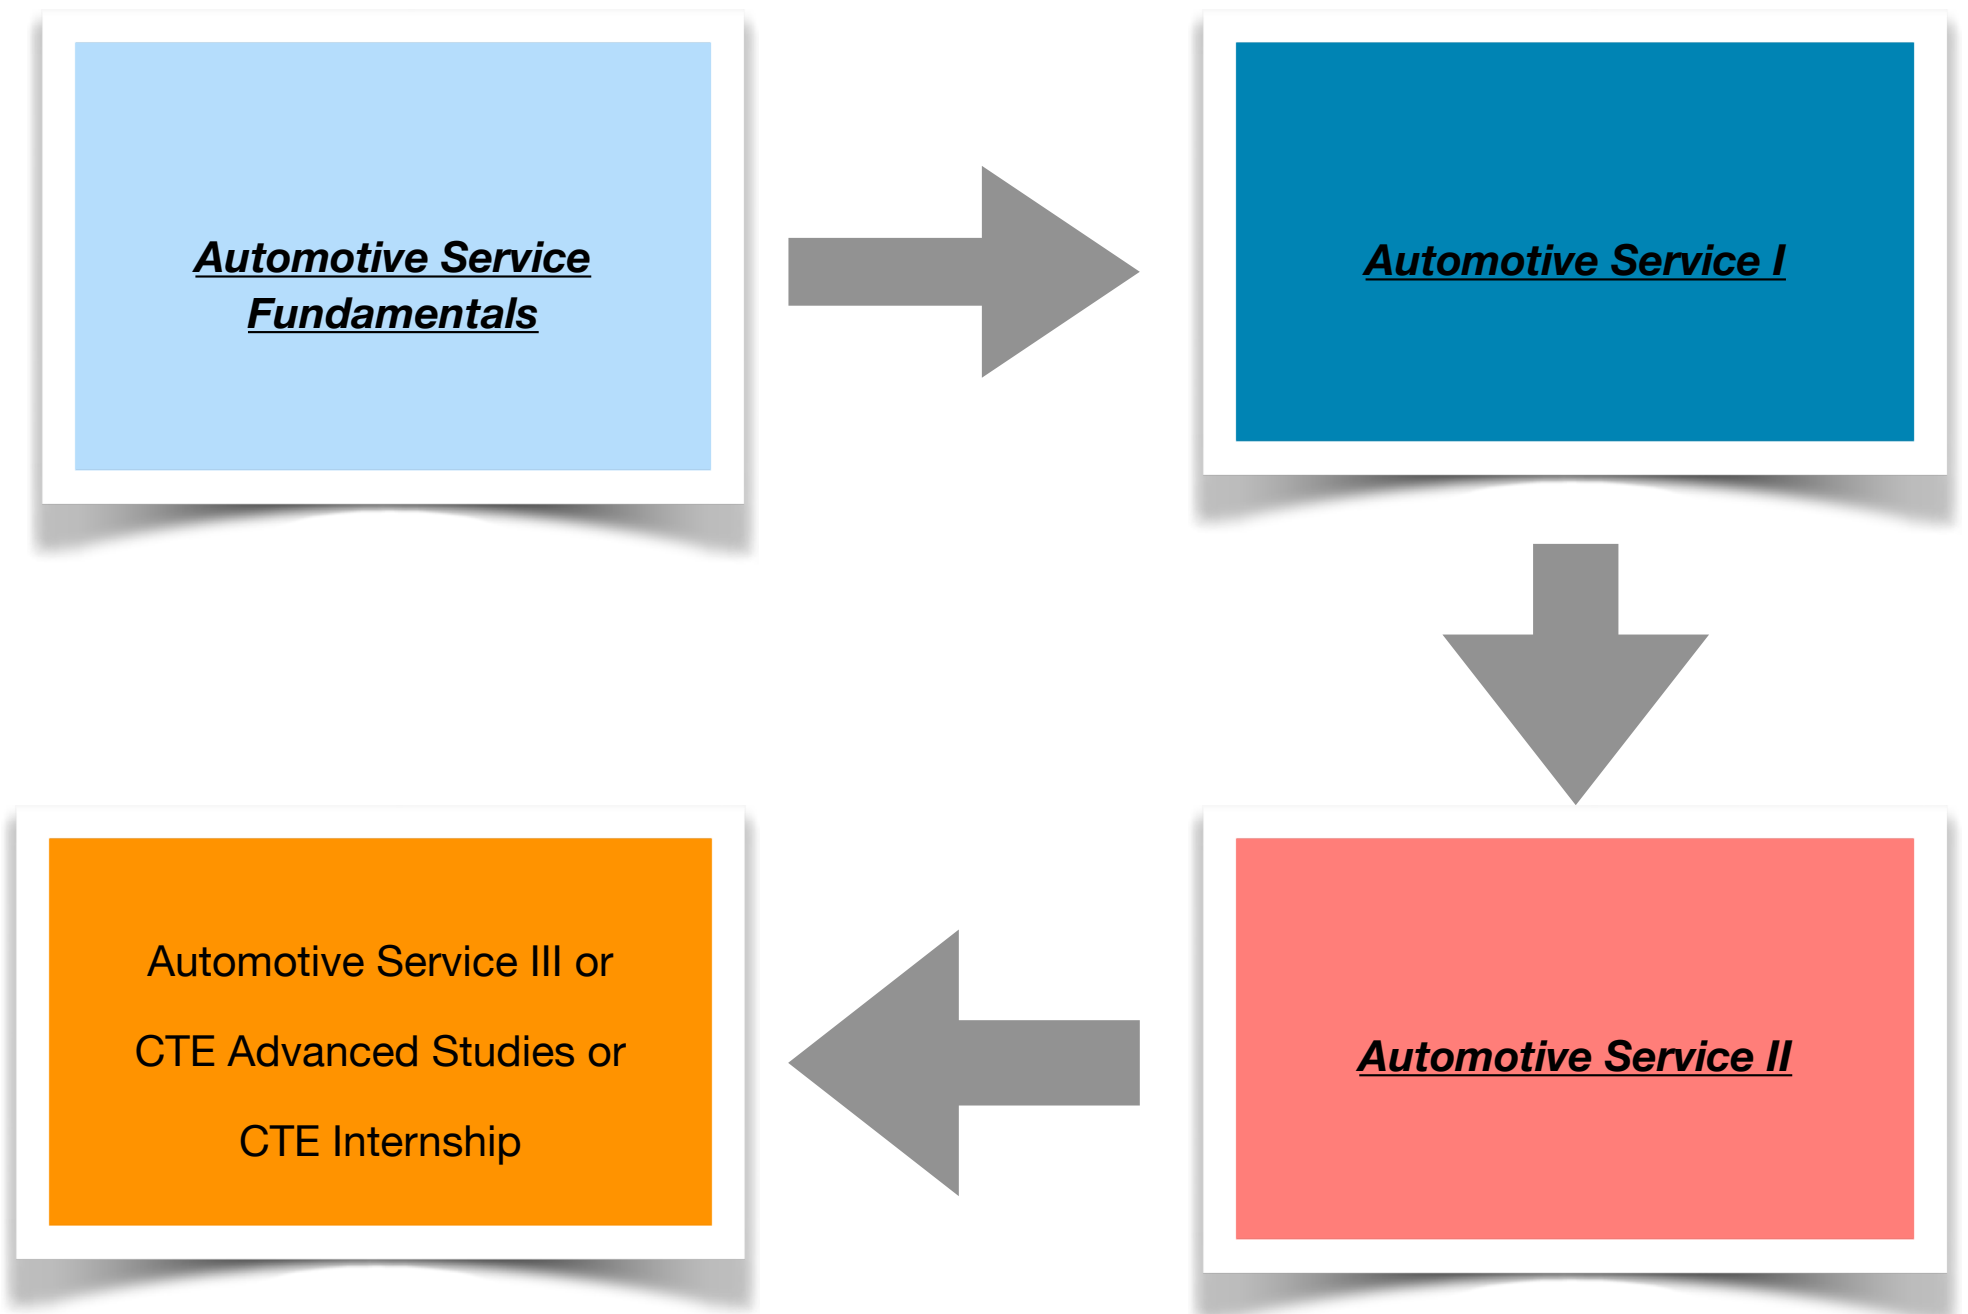 Automotive Service
Fundamentals
Automotive Service I
Automotive Service II
Automotive Service III or
CTE Advanced Studies or
CTE Internship